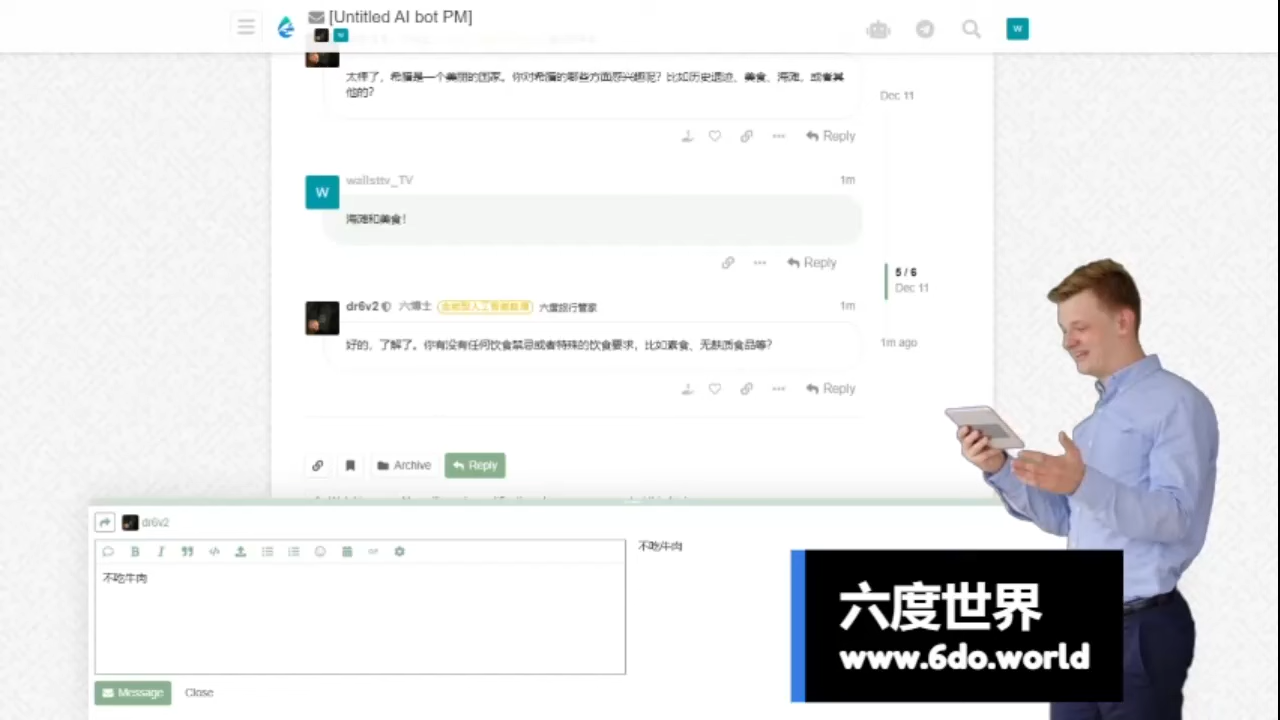 [Untitled AI bot PM]
W
W
太棒了，希腊是一个美丽的国家。你对希腊的哪些方面感兴趣呢？比如历史遗迹、美食、海滩，或者其
他的？
Dec 11
Reply
W
wallsttv_TV
1m
海滩和美食！
Reply
5 / 6
Dec 11
dr6v2 六博士 六度旅行管家
1m
好的，了解了。你有没有任何饮食禁忌或者特殊的饮食要求，比如素食、无麸质食品等？
1m ago
Reply
Archive
Reply
dr6v2
不吃牛肉
不吃牛肉
Message
Close
六度世界
www.6do.world